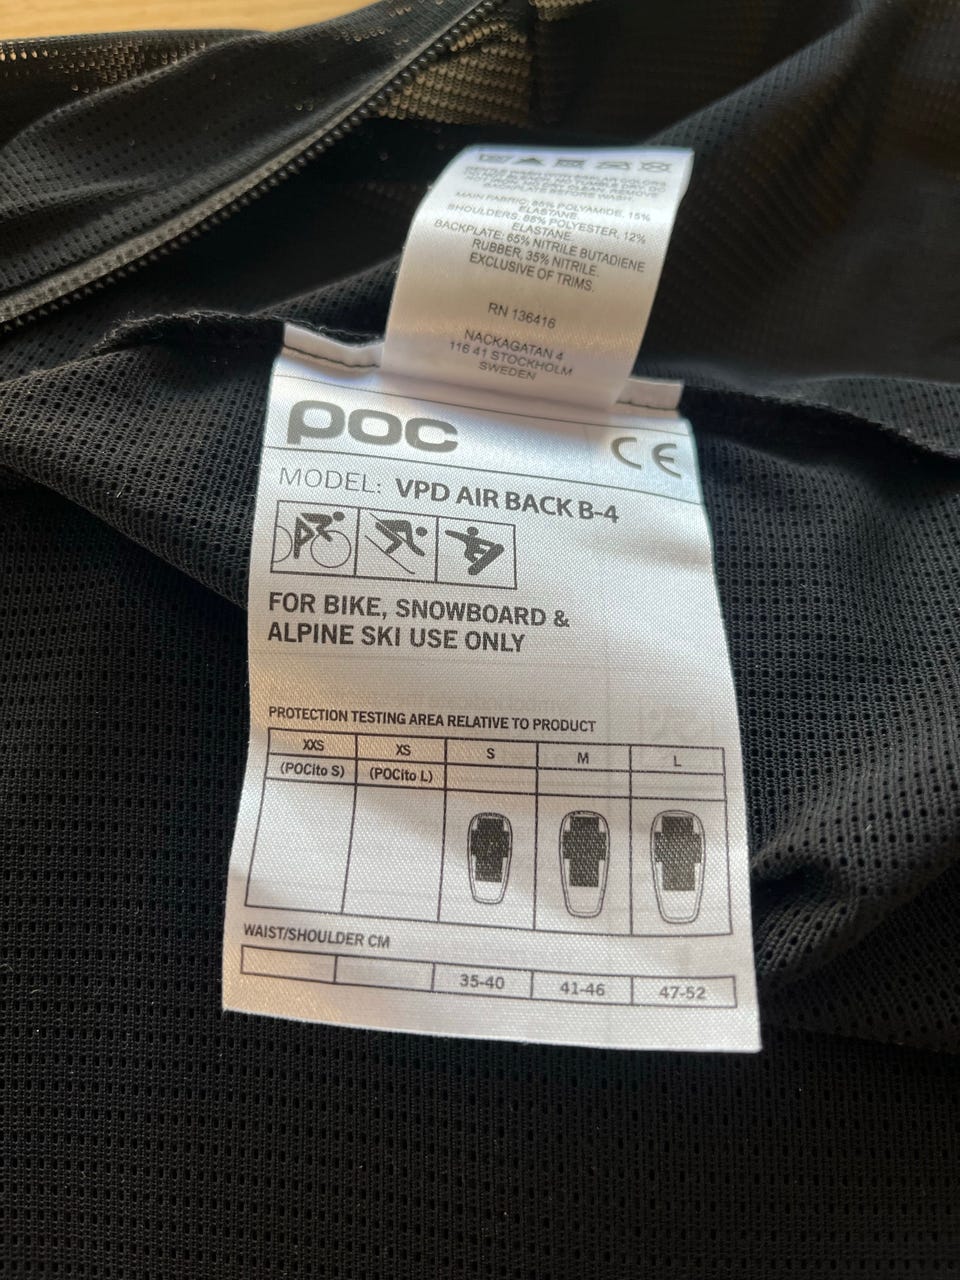 MAIN FABRIC: 85% POLYAMIDE, 15%
ELASTANE.
SHOULDERS: 88% POLYESTER, 12%
ELASTANE.
BACKPLATE: 65% NITRILE BUTADIENE
RUBBER, 35% NITRILE.
EXCLUSIVE OF TRIMS.
RN 136416
NACKAGATAN 4
116 41 STOCKHOLM
SWEDEN
POC
CE
MODEL: VPD AIR BACK B-4
FOR BIKE, SNOWBOARD &
ALPINE SKI USE ONLY
PROTECTION TESTING AREA RELATIVE TO PRODUCT
XXS XS S M L
(POCito S) (POCito L)
WAIST/SHOULDER CM
35-40 41-46 47-52